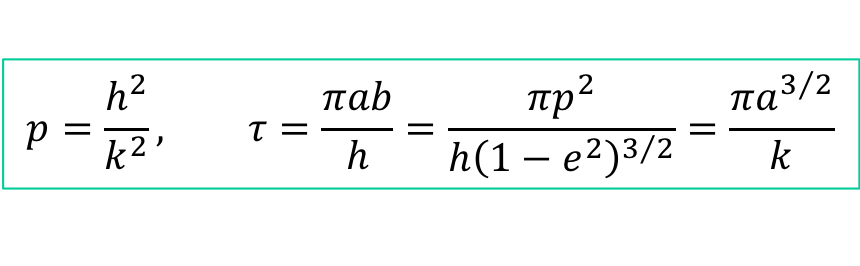 p = h²/k², τ = πab/h = πp²/h(1 − e²)^{3/2} = πa^{3/2}/k